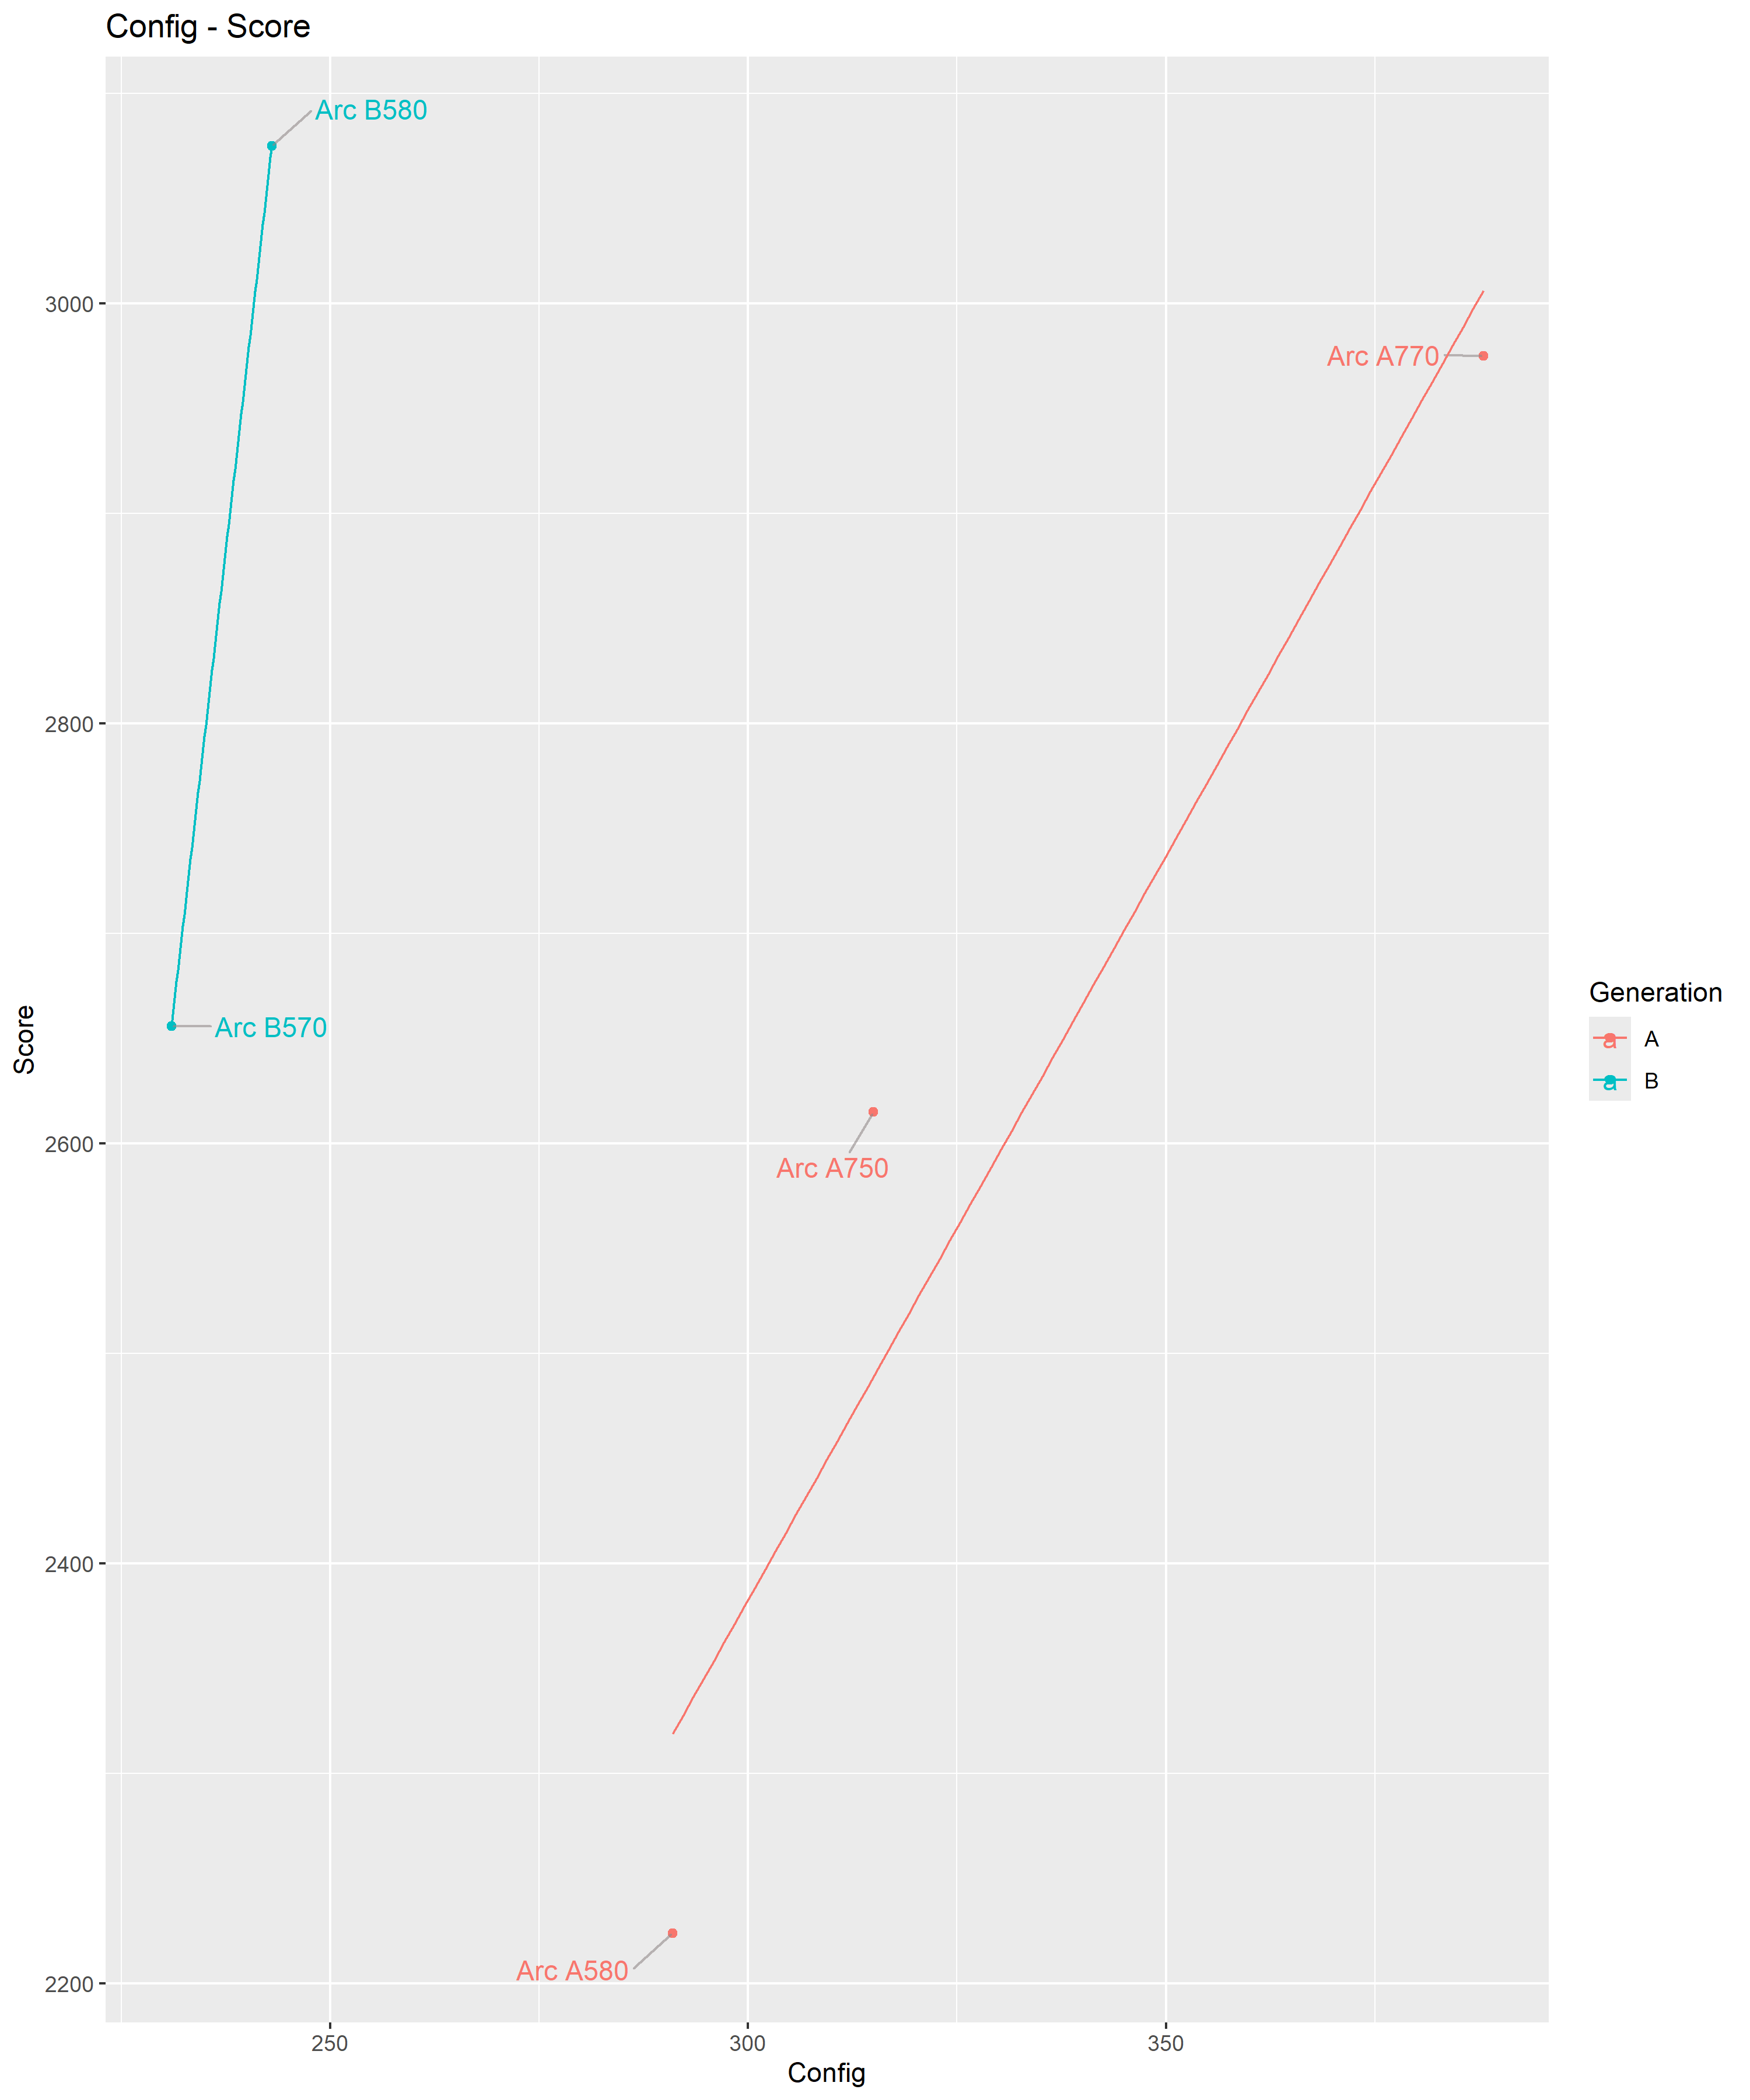 Config - Score
Arc B580
3000
Arc A770
2800
Generation
a A
a B
Score
Arc B570
2600
Arc A750
2400
Arc A580
2200
250 300 350
Config